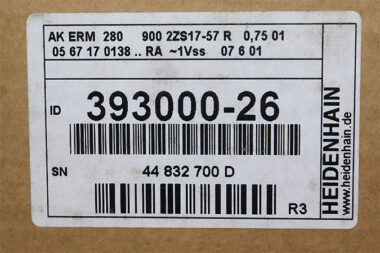 AK ERM 280 900 2ZS17-57 R 0,75 01
05 67 17 0138 .. RA ~1Vss 07 6 01
ID 393000-26
SN 44 832 700 D
R3
HEIDENHAIN
www.heidenhain.de